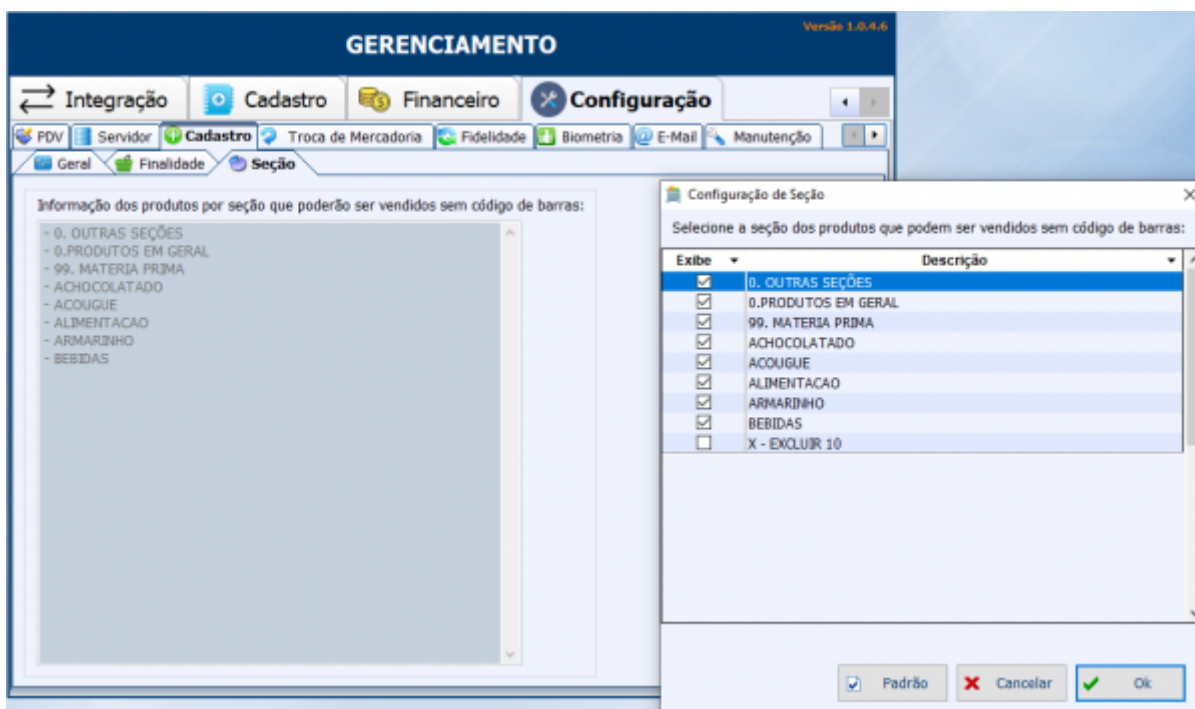 Versão 1.0.4.6
GERENCIAMENTO
Integração Cadastro Financeiro Configuração
PDV Servidor Cadastro Troca de Mercadoria Fidelidade Biometria E-Mail Manutenção
Geral Finalidade Seção
Informação dos produtos por seção que poderão ser vendidos sem código de barras:
- 0. OUTRAS SEÇÕES
- 0.PRODUTOS EM GERAL
- 99. MATERIA PRIMA
- ACHOCOLATADO
- ACOUGUE
- ALIMENTACAO
- ARMARINHO
- BEBIDAS
Configuração de Seção
Selecione a seção dos produtos que podem ser vendidos sem código de barras:
Exibe Descrição
0. OUTRAS SEÇÕES
0.PRODUTOS EM GERAL
99. MATERIA PRIMA
ACHOCOLATADO
ACOUGUE
ALIMENTACAO
ARMARINHO
BEBIDAS
X - EXCLUIR 10
Padrão Cancelar Ok